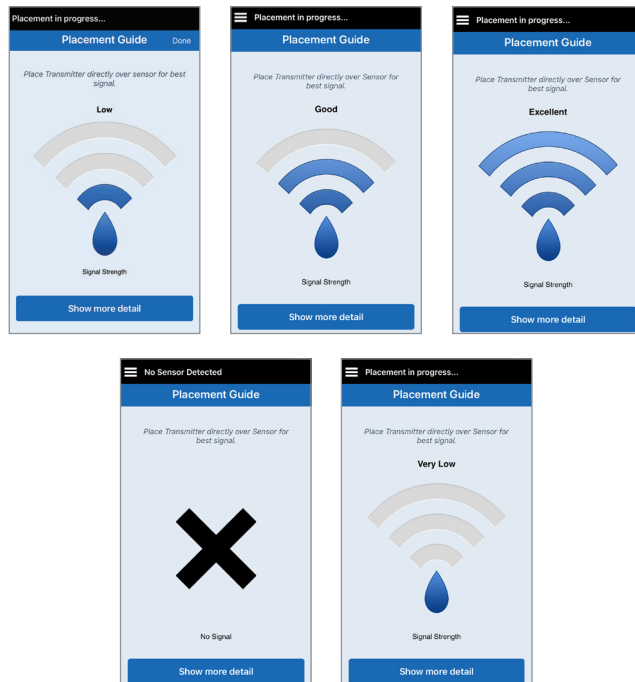 Placement in progress...
Placement Guide Done
Place Transmitter directly over sensor for best
signal.
Low
Signal Strength
Show more detail
Placement in progress...
Placement Guide
Place Transmitter directly over Sensor for
best signal.
Good
Signal Strength
Show more detail
Placement in progress...
Placement Guide
Place Transmitter directly over Sensor for
best signal.
Excellent
Signal Strength
Show more detail
No Sensor Detected
Placement Guide
Place Transmitter directly over Sensor for
best signal.
No Signal
Show more detail
Placement in progress...
Placement Guide
Place Transmitter directly over Sensor for
best signal.
Very Low
Signal Strength
Show more detail